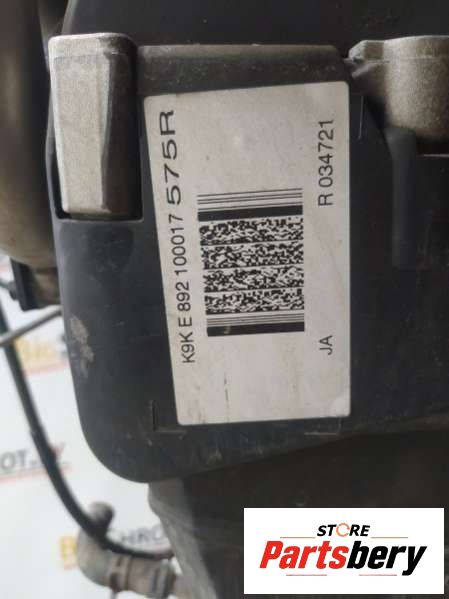 K9K E 892 100017 575R
JA R 034721
STORE
Partsbery